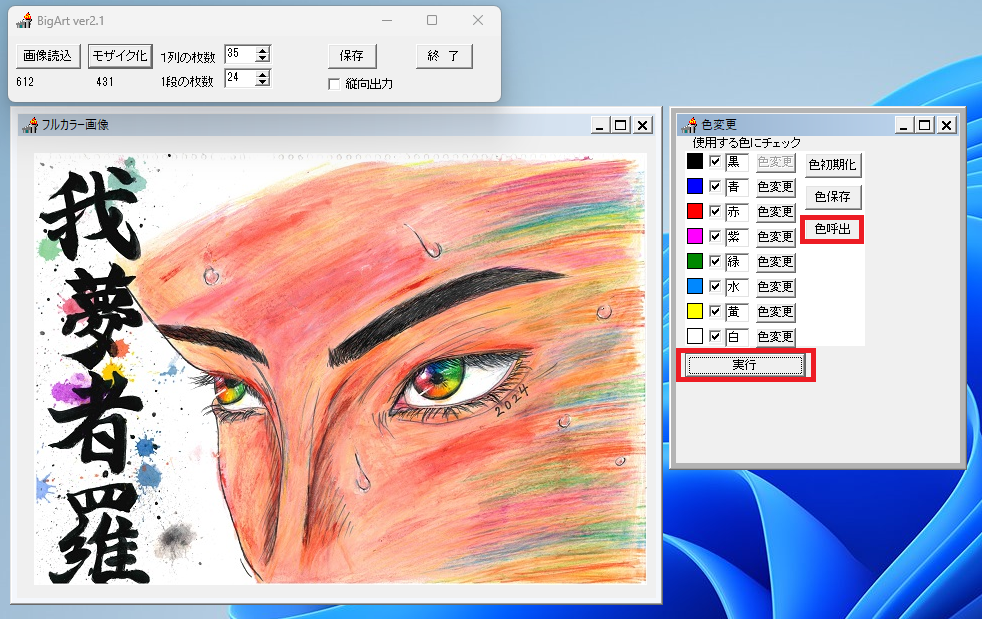 BigArt ver2.1
画像読込 モザイク化 1列の枚数 35 保存 終 了
612 431 1段の枚数 24 縦向出力
フルカラー画像
我夢者羅
2024
色変更
使用する色にチェック
黒 色変更 色初期化
青 色変更 色保存
赤 色変更 色呼出
紫 色変更
緑 色変更
水 色変更
黄 色変更
白 色変更
実行